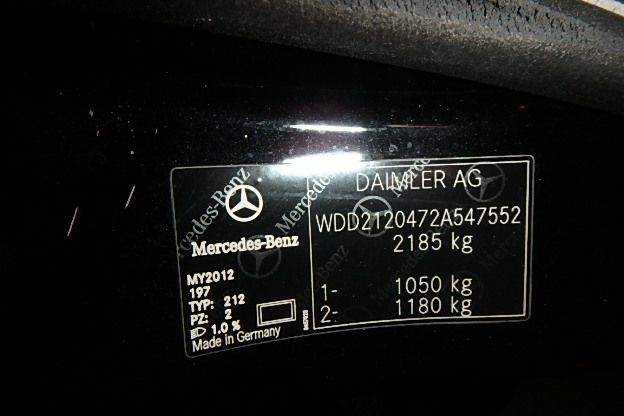 Mercedes-Benz
MY2012
197
TYP: 212
PZ: 2
1.0 %
Made in Germany
DAIMLER AG
WDD2120472A547552
2185 kg
1- 1050 kg
2- 1180 kg